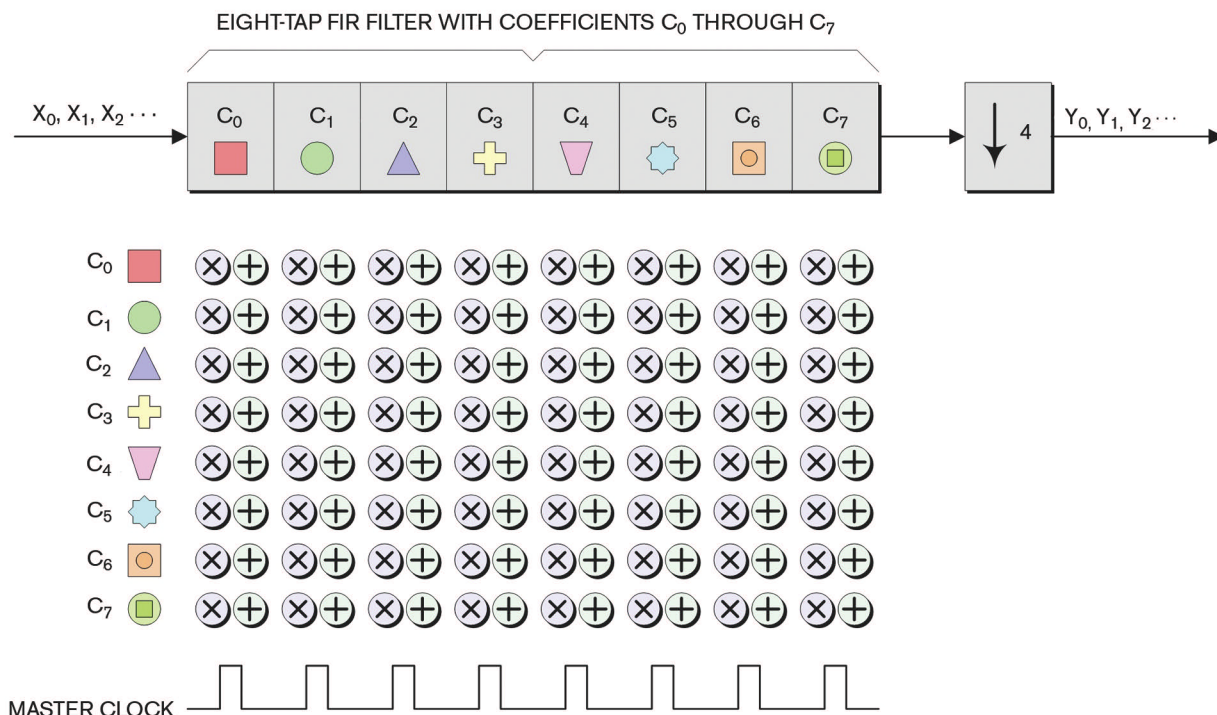 EIGHT-TAP FIR FILTER WITH COEFFICIENTS C₀ THROUGH C₇
X₀, X₁, X₂ ···
C₀ C₁ C₂ C₃ C₄ C₅ C₆ C₇
4
Y₀, Y₁, Y₂ ···
C₀
C₁
C₂
C₃
C₄
C₅
C₆
C₇
MASTER CLOCK